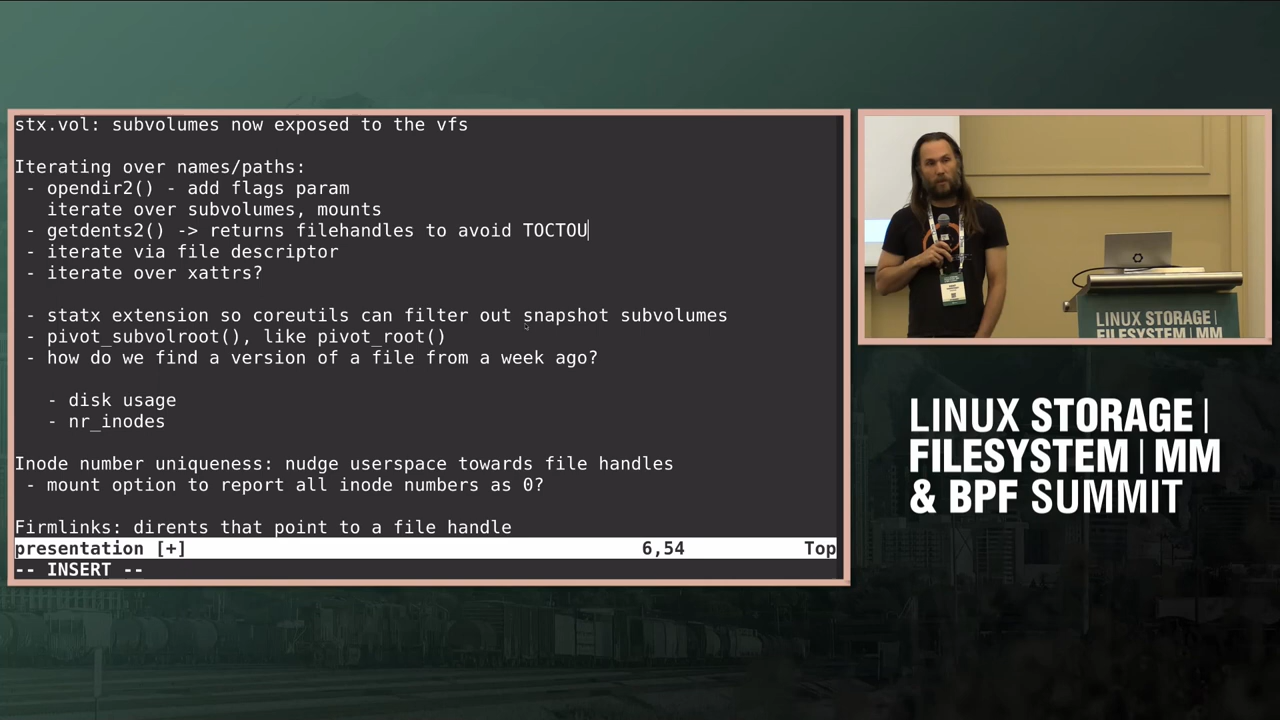 stx.vol: subvolumes now exposed to the vfs
Iterating over names/paths:
- opendir2() - add flags param
iterate over subvolumes, mounts
- getdents2() -> returns filehandles to avoid TOCTOU
- iterate via file descriptor
- iterate over xattrs?
- statx extension so coreutils can filter out snapshot subvolumes
- pivot_subvolroot(), like pivot_root()
- how do we find a version of a file from a week ago?
- disk usage
- nr_inodes
Inode number uniqueness: nudge userspace towards file handles
- mount option to report all inode numbers as 0?
Firmlinks: dirents that point to a file handle
presentation [+] 6,54 Top
-- INSERT --
LINUX STORAGE|
FILESYSTEM|MM
LINUX STORAGE|
FILESYSTEM|MM
& BPF SUMMIT